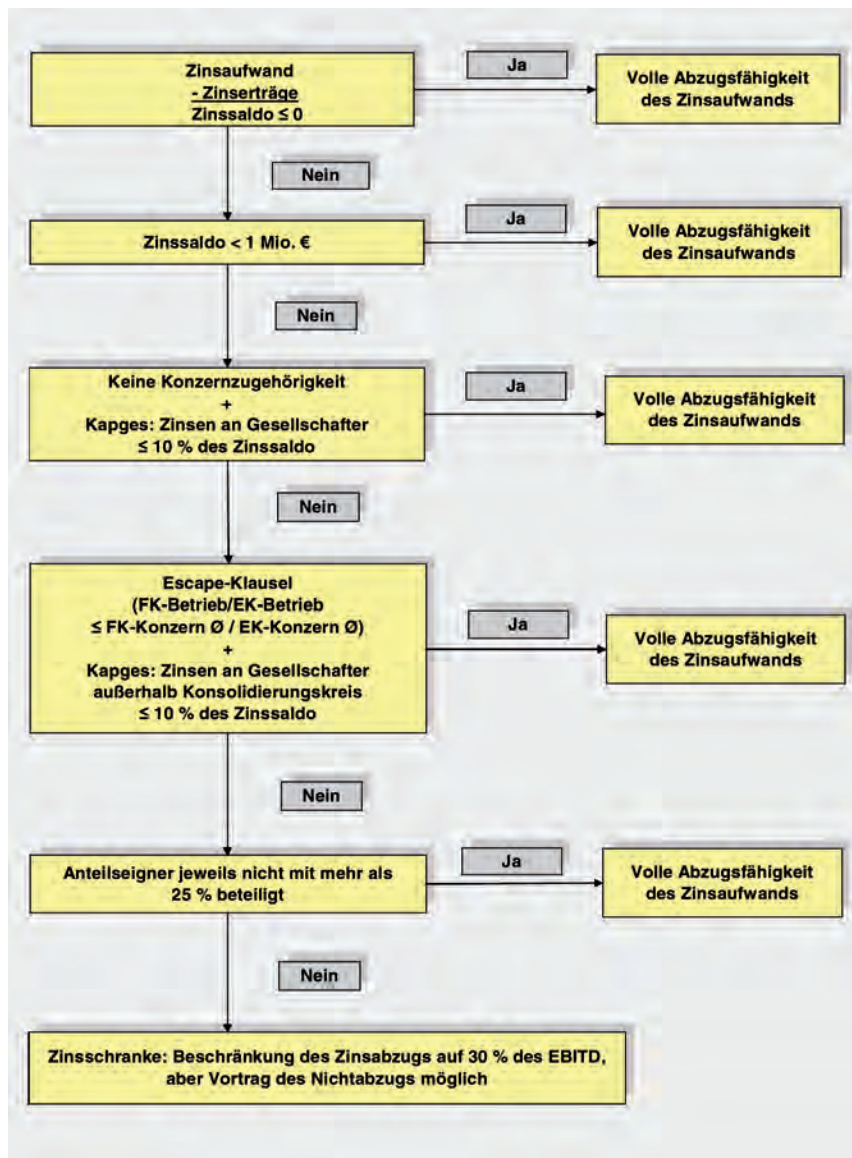 Zinsaufwand
- Zinserträge
Zinssaldo ≤ 0
Ja
Volle Abzugsfähigkeit
des Zinsaufwands
Nein
Zinssaldo < 1 Mio. €
Ja
Volle Abzugsfähigkeit
des Zinsaufwands
Nein
Keine Konzernzugehörigkeit
+
Kapges: Zinsen an Gesellschafter
≤ 10 % des Zinssaldo
Ja
Volle Abzugsfähigkeit
des Zinsaufwands
Nein
Escape-Klausel
(FK-Betrieb/EK-Betrieb
≤ FK-Konzern Ø / EK-Konzern Ø)
+
Kapges: Zinsen an Gesellschafter
außerhalb Konsolidierungskreis
≤ 10 % des Zinssaldo
Ja
Volle Abzugsfähigkeit
des Zinsaufwands
Nein
Anteilseigner jeweils nicht mit mehr als
25 % beteiligt
Ja
Volle Abzugsfähigkeit
des Zinsaufwands
Nein
Zinsschranke: Beschränkung des Zinsabzugs auf 30 % des EBITD,
aber Vortrag des Nichtabzugs möglich